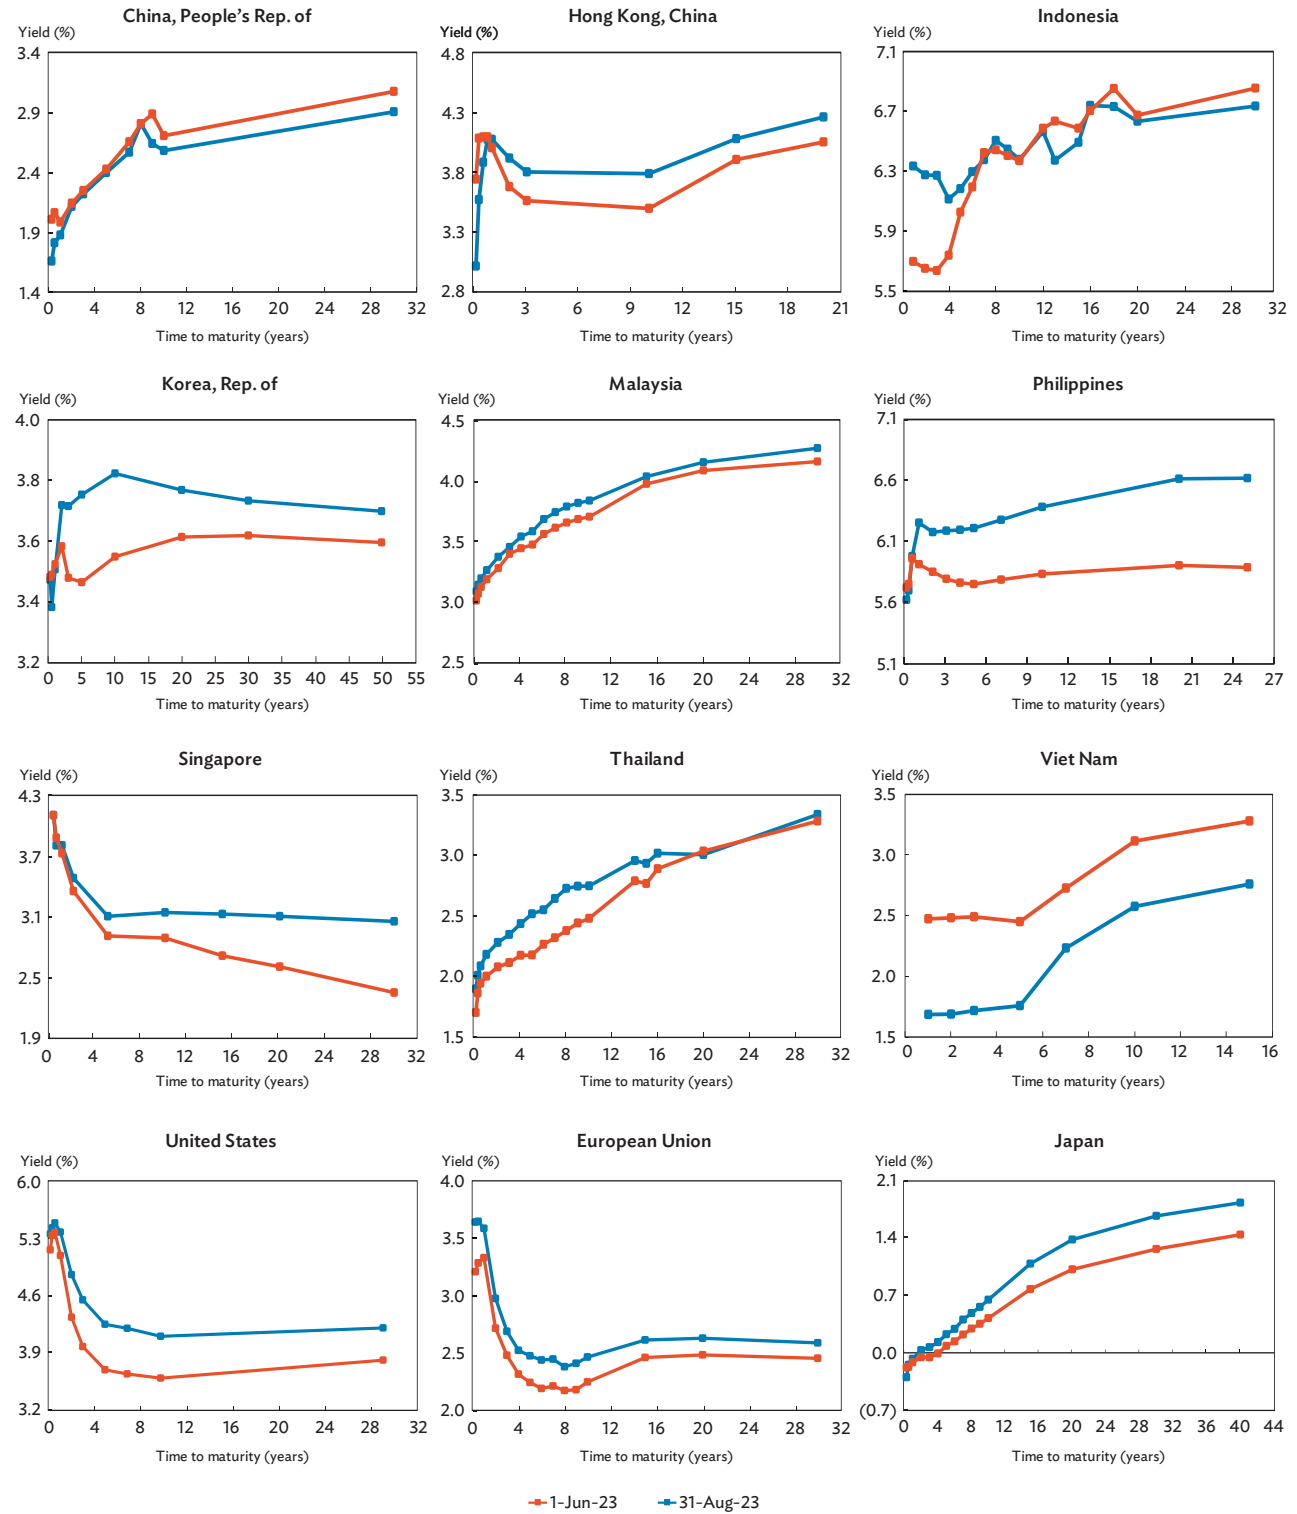 China, People's Rep. of
Yield (%)
3.4
2.9
2.4
1.9
1.4
0 4 8 12 16 20 24 28 32
Time to maturity (years)
Hong Kong, China
Yield (%)
4.8
4.3
3.8
3.3
2.8
0 3 6 9 12 15 18 21
Time to maturity (years)
Indonesia
Yield (%)
7.1
6.7
6.3
5.9
5.5
0 4 8 12 16 20 24 28 32
Time to maturity (years)
Korea, Rep. of
Yield (%)
4.0
3.8
3.6
3.4
3.2
0 5 10 15 20 25 30 35 40 45 50 55
Time to maturity (years)
Malaysia
Yield (%)
4.5
4.0
3.5
3.0
2.5
0 4 8 12 16 20 24 28 32
Time to maturity (years)
Philippines
Yield (%)
7.1
6.6
6.1
5.6
5.1
0 3 6 9 12 15 18 21 24 27
Time to maturity (years)
Singapore
Yield (%)
4.3
3.7
3.1
2.5
1.9
0 4 8 12 16 20 24 28 32
Time to maturity (years)
Thailand
Yield (%)
3.5
3.0
2.5
2.0
1.5
0 4 8 12 16 20 24 28 32
Time to maturity (years)
Viet Nam
Yield (%)
3.5
3.0
2.5
2.0
1.5
0 2 4 6 8 10 12 14 16
Time to maturity (years)
United States
Yield (%)
6.0
5.3
4.6
3.9
3.2
0 4 8 12 16 20 24 28 32
Time to maturity (years)
European Union
Yield (%)
4.0
3.5
3.0
2.5
2.0
0 4 8 12 16 20 24 28 32
Time to maturity (years)
Japan
Yield (%)
2.1
1.4
0.7
0.0
(0.7)
0 4 8 12 16 20 24 28 32 36 40 44
Time to maturity (years)
1-Jun-23 31-Aug-23